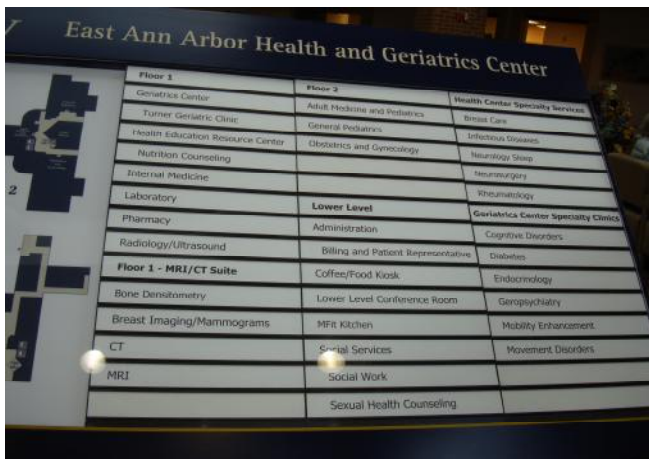 East Ann Arbor Health and Geriatrics Center
Floor 1
Geriatrics Center
Turner Geriatric Clinic
Health Education Resource Center
Nutrition Counseling
Internal Medicine
Laboratory
Pharmacy
Radiology/Ultrasound
Floor 1 - MRI/CT Suite
Bone Densitometry
Breast Imaging/Mammograms
CT
MRI
Floor 2
Adult Medicine and Pediatrics
General Pediatrics
Obstetrics and Gynecology
Lower Level
Administration
Billing and Patient Representative
Coffee/Food Kiosk
Lower Level Conference Room
MFit Kitchen
Social Services
Social Work
Sexual Health Counseling
Health Center Specialty Services
Breast Care
Infectious Diseases
Neurology Sleep
Neurosurgery
Rheumatology
Geriatrics Center Specialty Clinics
Cognitive Disorders
Diabetes
Endocrinology
Geropsychiatry
Mobility Enhancement
Movement Disorders
2